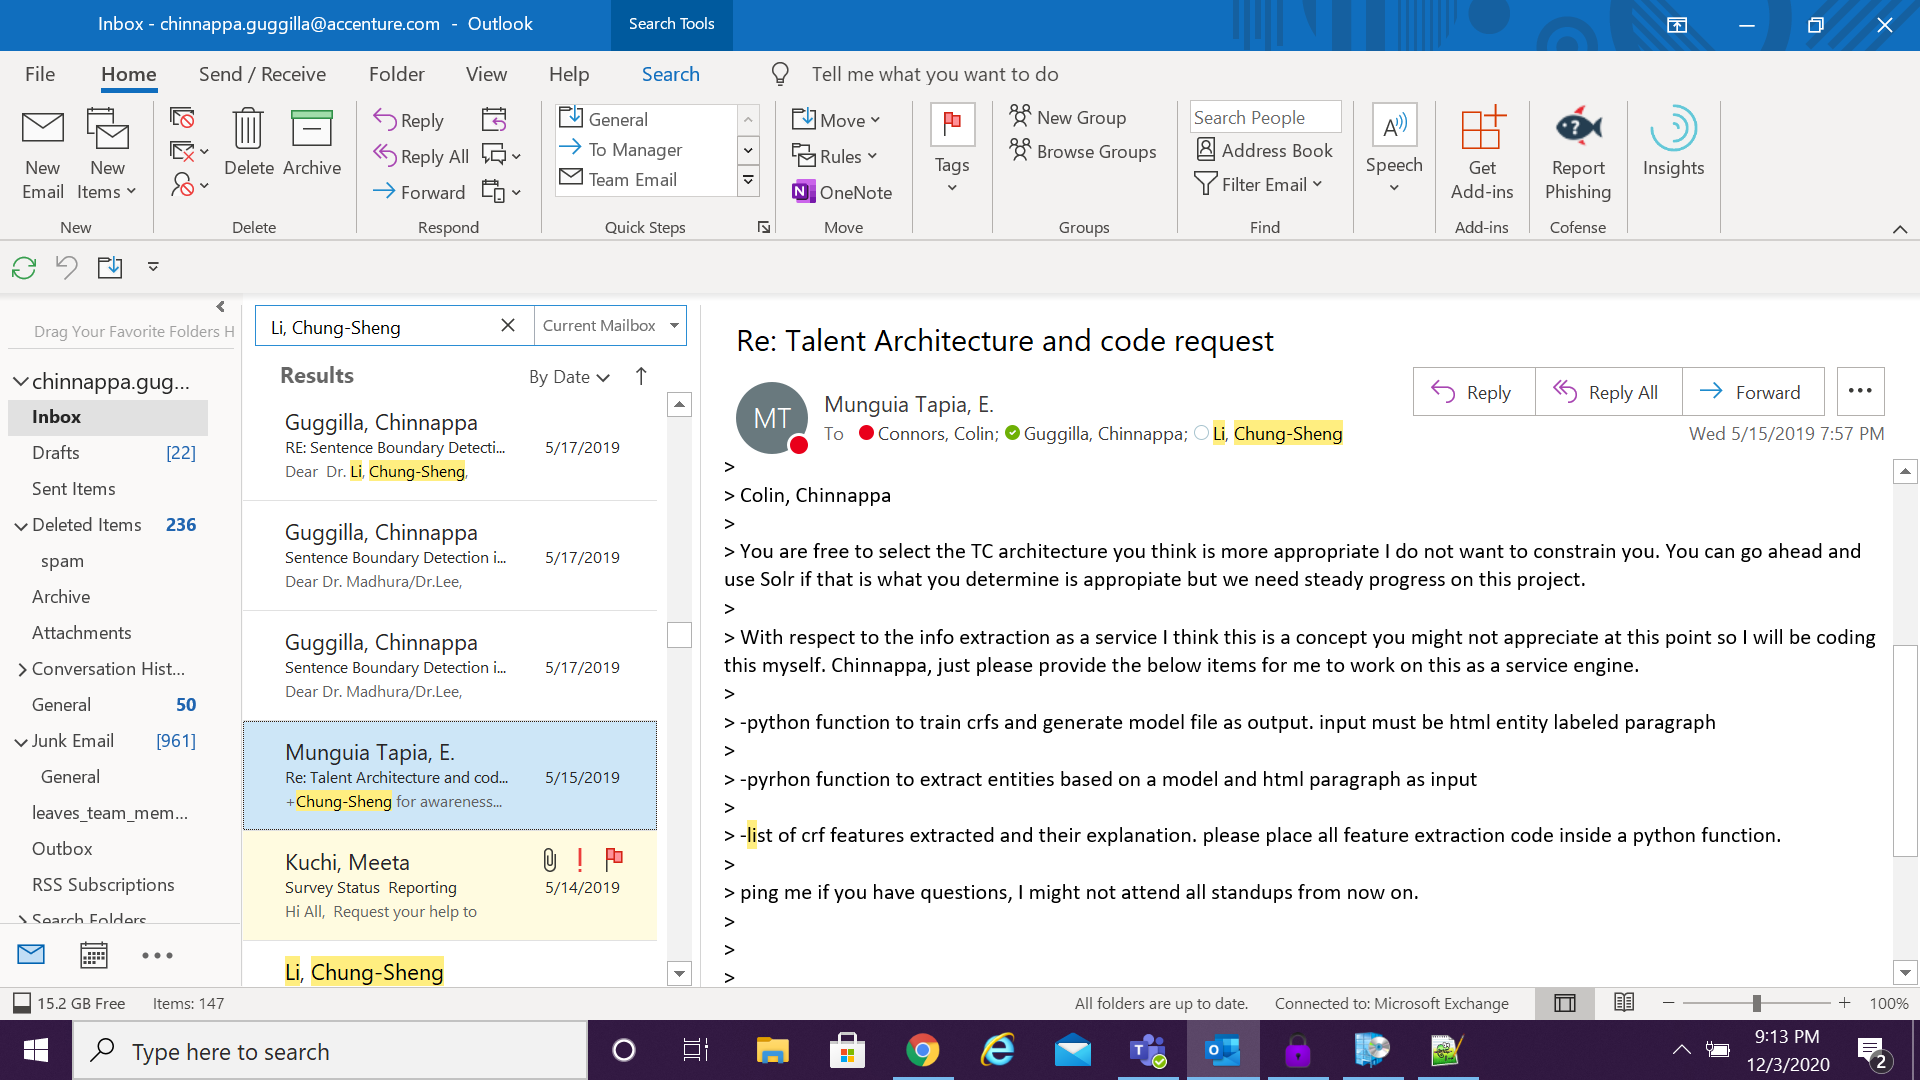 Inbox - chinnappa.guggilla@accenture.com - Outlook
Search Tools
File Home Send / Receive Folder View Help Search Tell me what you want to do
New Email
New Items
Delete
Archive
Reply
Reply All
Forward
General
To Manager
Team Email
Move
Rules
OneNote
Tags
New Group
Browse Groups
Search People
Address Book
Filter Email
Speech
Get Add-ins
Report Phishing
Insights
New Delete Respond Quick Steps Move Groups Find Add-ins Cofense
Drag Your Favorite Folders H
chinnappa.gug...
Inbox
Drafts [22]
Sent Items
Deleted Items 236
spam
Archive
Attachments
Conversation Hist...
General 50
Junk Email [961]
General
leaves_team_mem...
Outbox
RSS Subscriptions
Search Folders
Li, Chung-Sheng Current Mailbox
Results By Date
Guggilla, Chinnappa
RE: Sentence Boundary Detecti... 5/17/2019
Dear Dr. Li, Chung-Sheng,
Guggilla, Chinnappa
Sentence Boundary Detection i... 5/17/2019
Dear Dr. Madhura/Dr.Lee,
Guggilla, Chinnappa
Sentence Boundary Detection i... 5/17/2019
Dear Dr. Madhura/Dr.Lee,
Munguia Tapia, E.
Re: Talent Architecture and cod... 5/15/2019
+Chung-Sheng for awareness...
Kuchi, Meeta
Survey Status Reporting 5/14/2019
Hi All, Request your help to
Li, Chung-Sheng
Re: Talent Architecture and code request
Reply Reply All Forward
MT
Munguia Tapia, E.
To Connors, Colin; Guggilla, Chinnappa; Li, Chung-Sheng
Wed 5/15/2019 7:57 PM
>
> Colin, Chinnappa
>
> You are free to select the TC architecture you think is more appropriate I do not want to constrain you. You can go ahead and
use Solr if that is what you determine is appropiate but we need steady progress on this project.
>
> With respect to the info extraction as a service I think this is a concept you might not appreciate at this point so I will be coding
this myself. Chinnappa, just please provide the below items for me to work on this as a service engine.
>
> -python function to train crfs and generate model file as output. input must be html entity labeled paragraph
>
> -pyrhon function to extract entities based on a model and html paragraph as input
>
> -list of crf features extracted and their explanation. please place all feature extraction code inside a python function.
>
> ping me if you have questions, I might not attend all standups from now on.
>
>
>
15.2 GB Free Items: 147
All folders are up to date. Connected to: Microsoft Exchange 100%
Type here to search
9:13 PM
12/3/2020
2